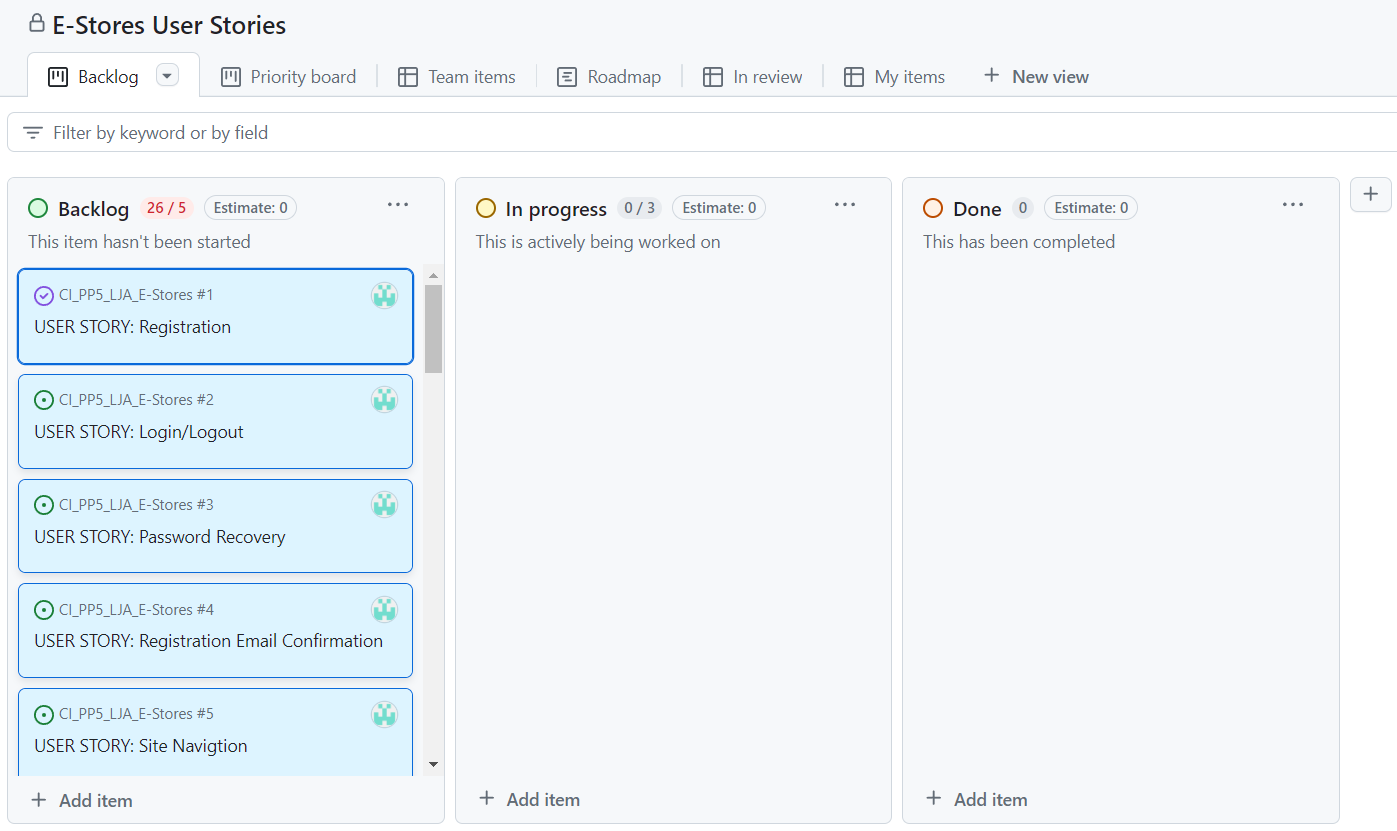 E-Stores User Stories
Backlog
Priority board
Team items
Roadmap
In review
My items
New view
Filter by keyword or by field
Backlog 26 / 5 Estimate: 0
This item hasn't been started
CI_PP5_LJA_E-Stores #1
USER STORY: Registration
CI_PP5_LJA_E-Stores #2
USER STORY: Login/Logout
CI_PP5_LJA_E-Stores #3
USER STORY: Password Recovery
CI_PP5_LJA_E-Stores #4
USER STORY: Registration Email Confirmation
CI_PP5_LJA_E-Stores #5
USER STORY: Site Navigtion
Add item
In progress 0 / 3 Estimate: 0
This is actively being worked on
Add item
Done 0 Estimate: 0
This has been completed
Add item